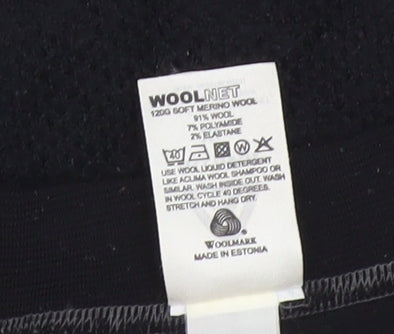 WOOLNET
120G SOFT MERINO WOOL
91% WOOL
7% POLYAMIDE
2% ELASTANE
40 W
USE WOOL LIQUID DETERGENT
LIKE ACLIMA WOOL SHAMPOO OR
SIMILAR. WASH INSIDE OUT. WASH
IN WOOL CYCLE 40 DEGREES.
STRETCH AND HANG DRY.
WOOLMARK
MADE IN ESTONIA